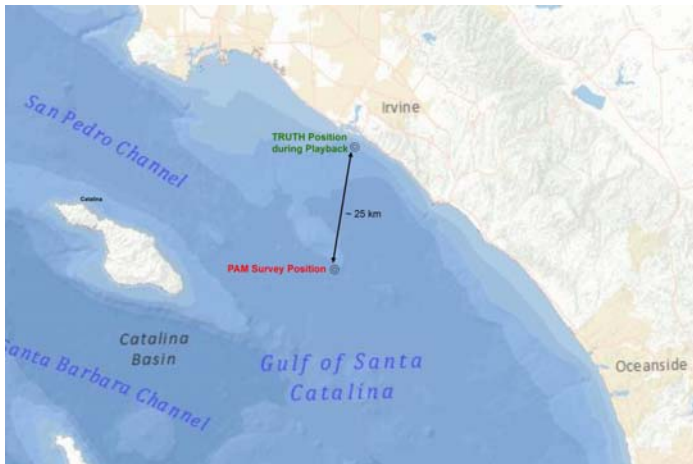 San Pedro Channel
Irvine
TRUTH Position
during Playback
Catalina
~ 25 km
PAM Survey Position
Catalina
Basin
Santa Barbara Channel
Gulf of Santa
Catalina
Oceanside